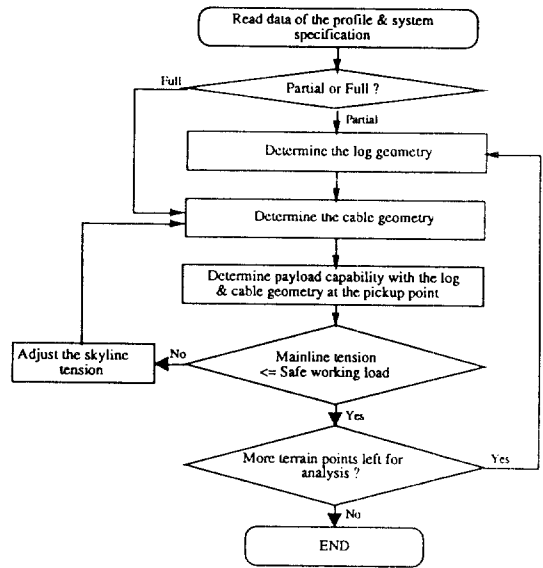 Read data of the profile & system
specification
Full
Partial or Full ?
Partial
Determine the log geometry
Determine the cable geometry
Determine payload capability with the log
& cable geometry at the pickup point
Adjust the skyline
tension
No
Mainline tension
<= Safe working load
Yes
More terrain points left for
analysis ?
Yes
No
END